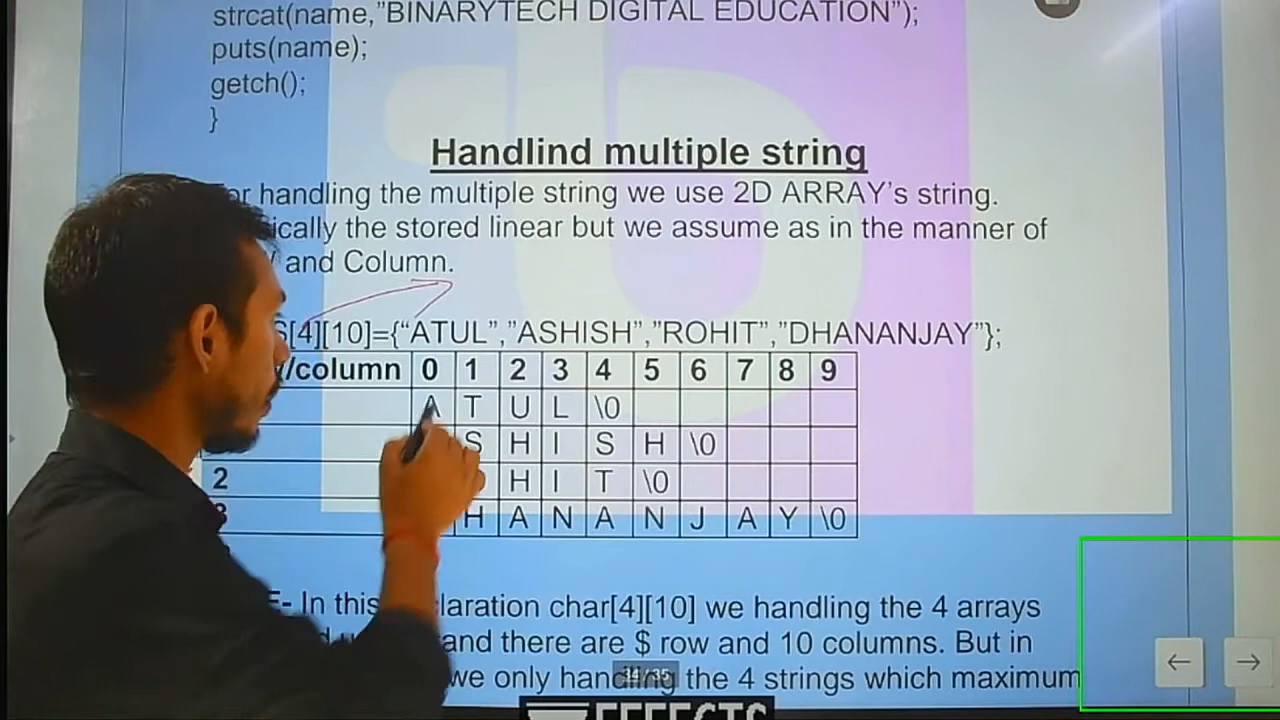 strcat(name,”BINARYTECH DIGITAL EDUCATION”);
puts(name);
getch();
}
Handlind multiple string
or handling the multiple string we use 2D ARRAY’s string.
ically the stored linear but we assume as in the manner of
and Column.
S[4][10]={“ATUL”,”ASHISH”,”ROHIT”,”DHANANJAY”};
/column 0 1 2 3 4 5 6 7 8 9
A T U L \0
S H I S H \0
2 H I T \0
3 H A N A N J A Y \0
E- In this laration char[4][10] we handling the 4 arrays
and there are $ row and 10 columns. But in
we only handling the 4 strings which maximum
34 / 35
EFFECTS